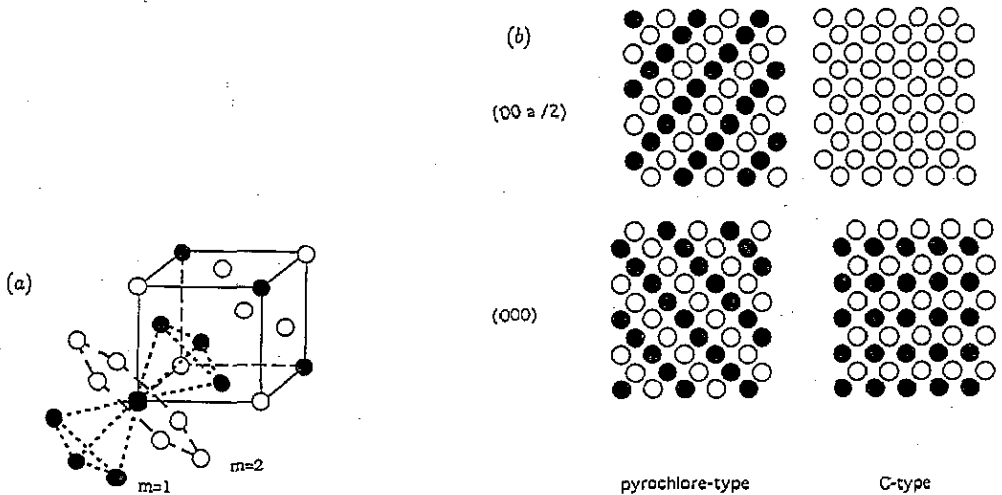 (a)
m=1
m=2
(b)
(00 a /2)
(000)
pyrochlore-type
C-type